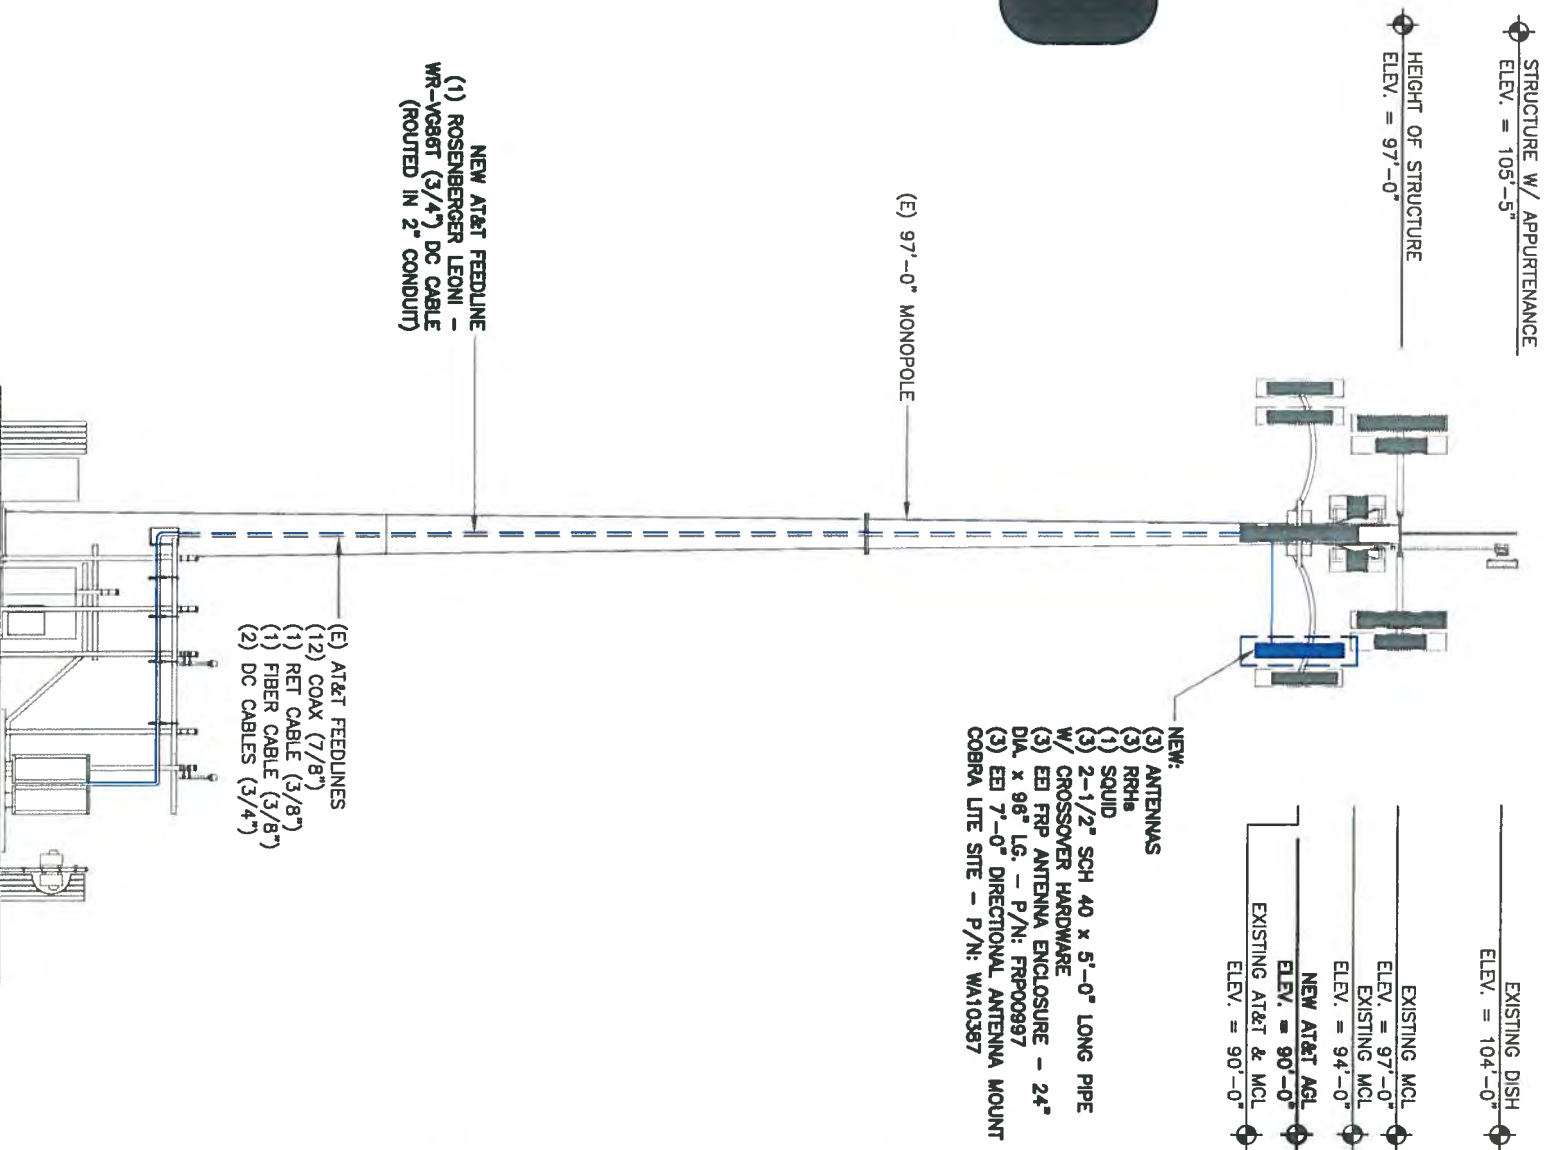 STRUCTURE W/ APPURTENANCE
ELEV. = 105'-5"
HEIGHT OF STRUCTURE
ELEV. = 97'-0"
(E) 97'-0" MONOPOLE
NEW AT&T FEEDLINE
(1) ROSENBERGER LEONI –
WR-VG86T (3/4") DC CABLE
(ROUTED IN 2" CONDUIT)
EXISTING DISH
ELEV. = 104'-0"
EXISTING MCL
ELEV. = 97'-0"
EXISTING MCL
ELEV. = 94'-0"
NEW AT&T AGL
ELEV. = 90'-0"
EXISTING AT&T & MCL
ELEV. = 90'-0"
NEW:
(3) ANTENNAS
(3) RRHs
(1) SQUID
(3) 2-1/2" SCH 40 x 5'-0" LONG PIPE
W/ CROSSOVER HARDWARE
(3) EEI FRP ANTENNA ENCLOSURE – 24"
DIA. x 96" LG. – P/N: FRP00997
(3) EEI 7'-0" DIRECTIONAL ANTENNA MOUNT
COBRA LITE SITE – P/N: WA10387
(E) AT&T FEEDLINES
(12) COAX (7/8")
(1) RET CABLE (3/8")
(1) FIBER CABLE (3/8")
(2) DC CABLES (3/4")